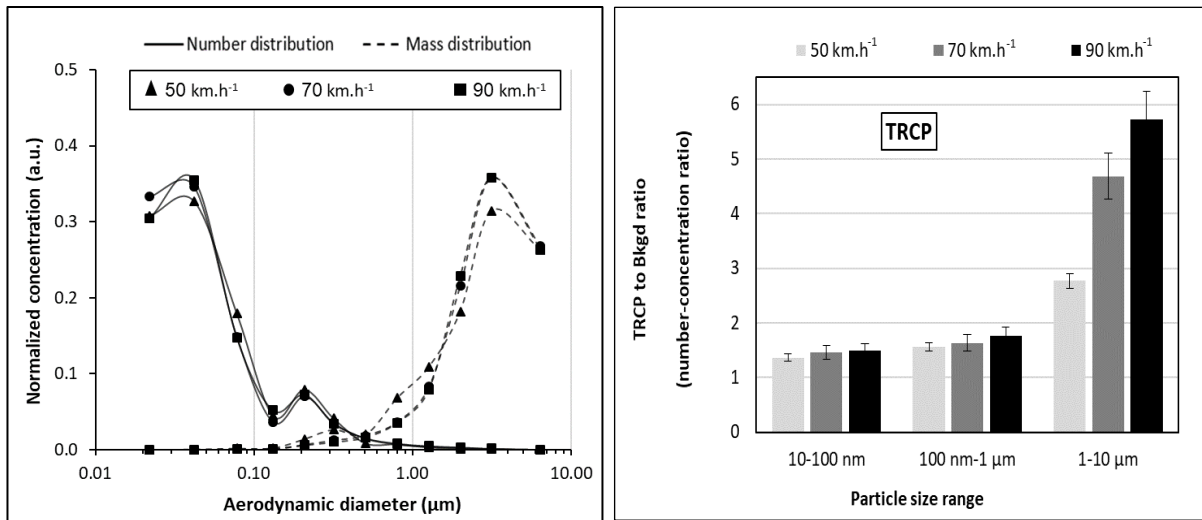 Number distribution Mass distribution
50 km.h⁻¹ 70 km.h⁻¹ 90 km.h⁻¹
Normalized concentration (a.u.)
0.5
0.4
0.3
0.2
0.1
0.0
0.01 0.10 1.00 10.00
Aerodynamic diameter (µm)
50 km.h⁻¹ 70 km.h⁻¹ 90 km.h⁻¹
TRCP
TRCP to Bkgd ratio
(number-concentration ratio)
6
5
4
3
2
1
0
10-100 nm 100 nm-1 µm 1-10 µm
Particle size range